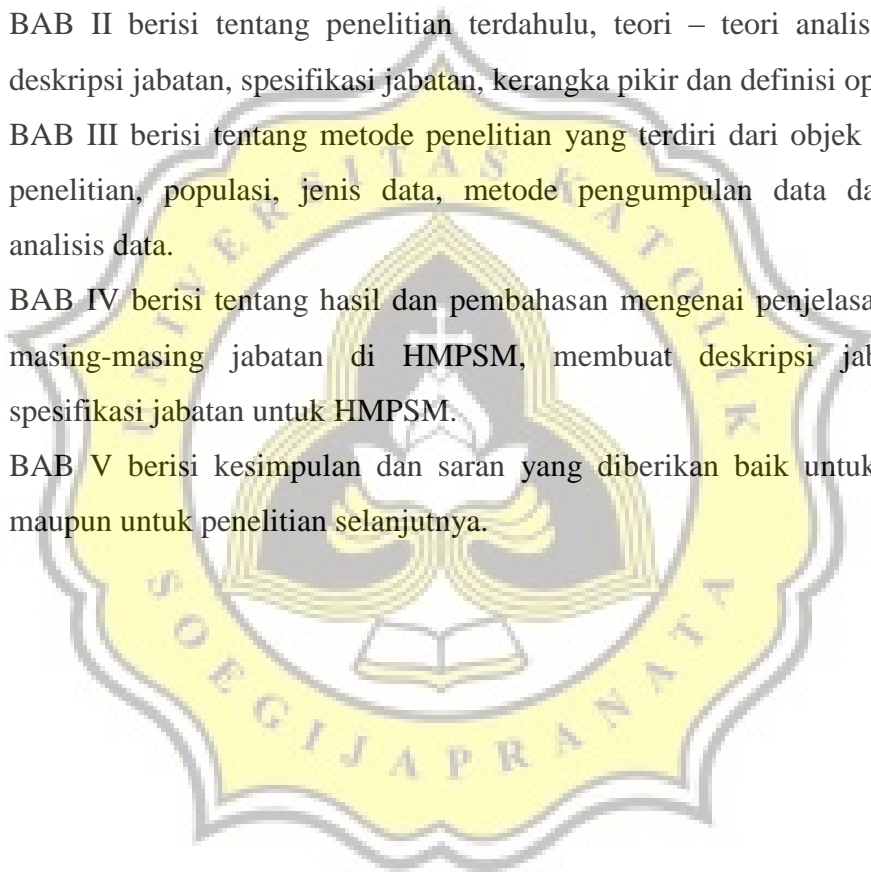 BAB II berisi tentang penelitian terdahulu, teori – teori analis
deskripsi jabatan, spesifikasi jabatan, kerangka pikir dan definisi op
BAB III berisi tentang metode penelitian yang terdiri dari objek
penelitian, populasi, jenis data, metode pengumpulan data da
analisis data.
BAB IV berisi tentang hasil dan pembahasan mengenai penjelasa
masing-masing jabatan di HMPSM, membuat deskripsi jab
spesifikasi jabatan untuk HMPSM.
BAB V berisi kesimpulan dan saran yang diberikan baik untuk
maupun untuk penelitian selanjutnya.
UNIVERSITAS KATOLIK
SOEGIJAPRANATA